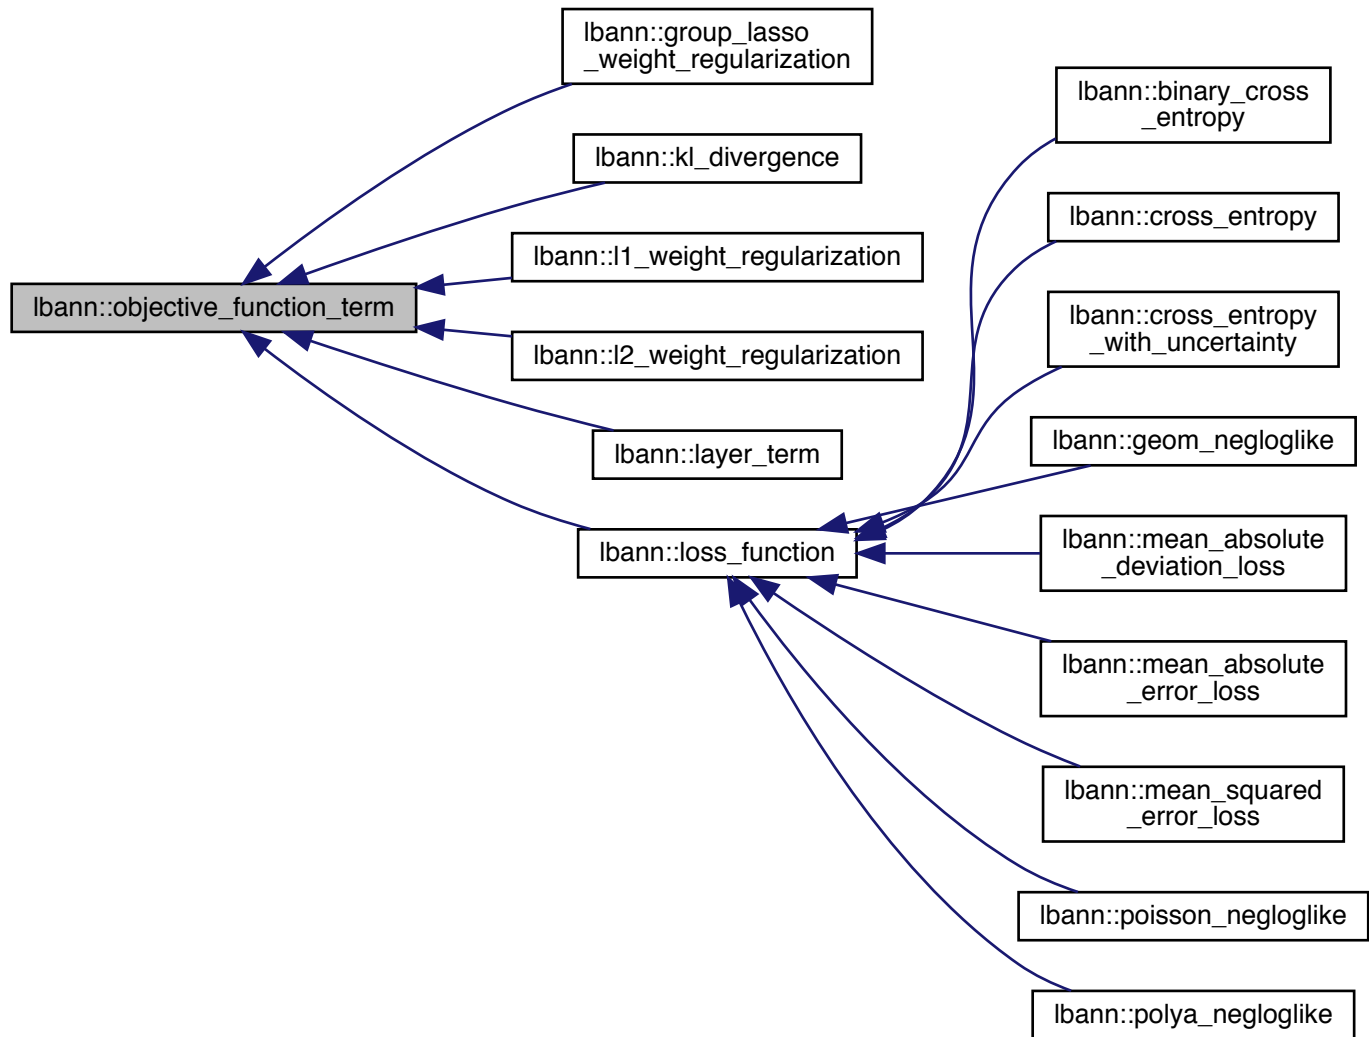 lbann::group_lasso
_weight_regularization
lbann::kl_divergence
lbann::l1_weight_regularization
lbann::objective_function_term
lbann::l2_weight_regularization
lbann::layer_term
lbann::loss_function
lbann::binary_cross
_entropy
lbann::cross_entropy
lbann::cross_entropy
_with_uncertainty
lbann::geom_negloglike
lbann::mean_absolute
_deviation_loss
lbann::mean_absolute
_error_loss
lbann::mean_squared
_error_loss
lbann::poisson_negloglike
lbann::polya_negloglike